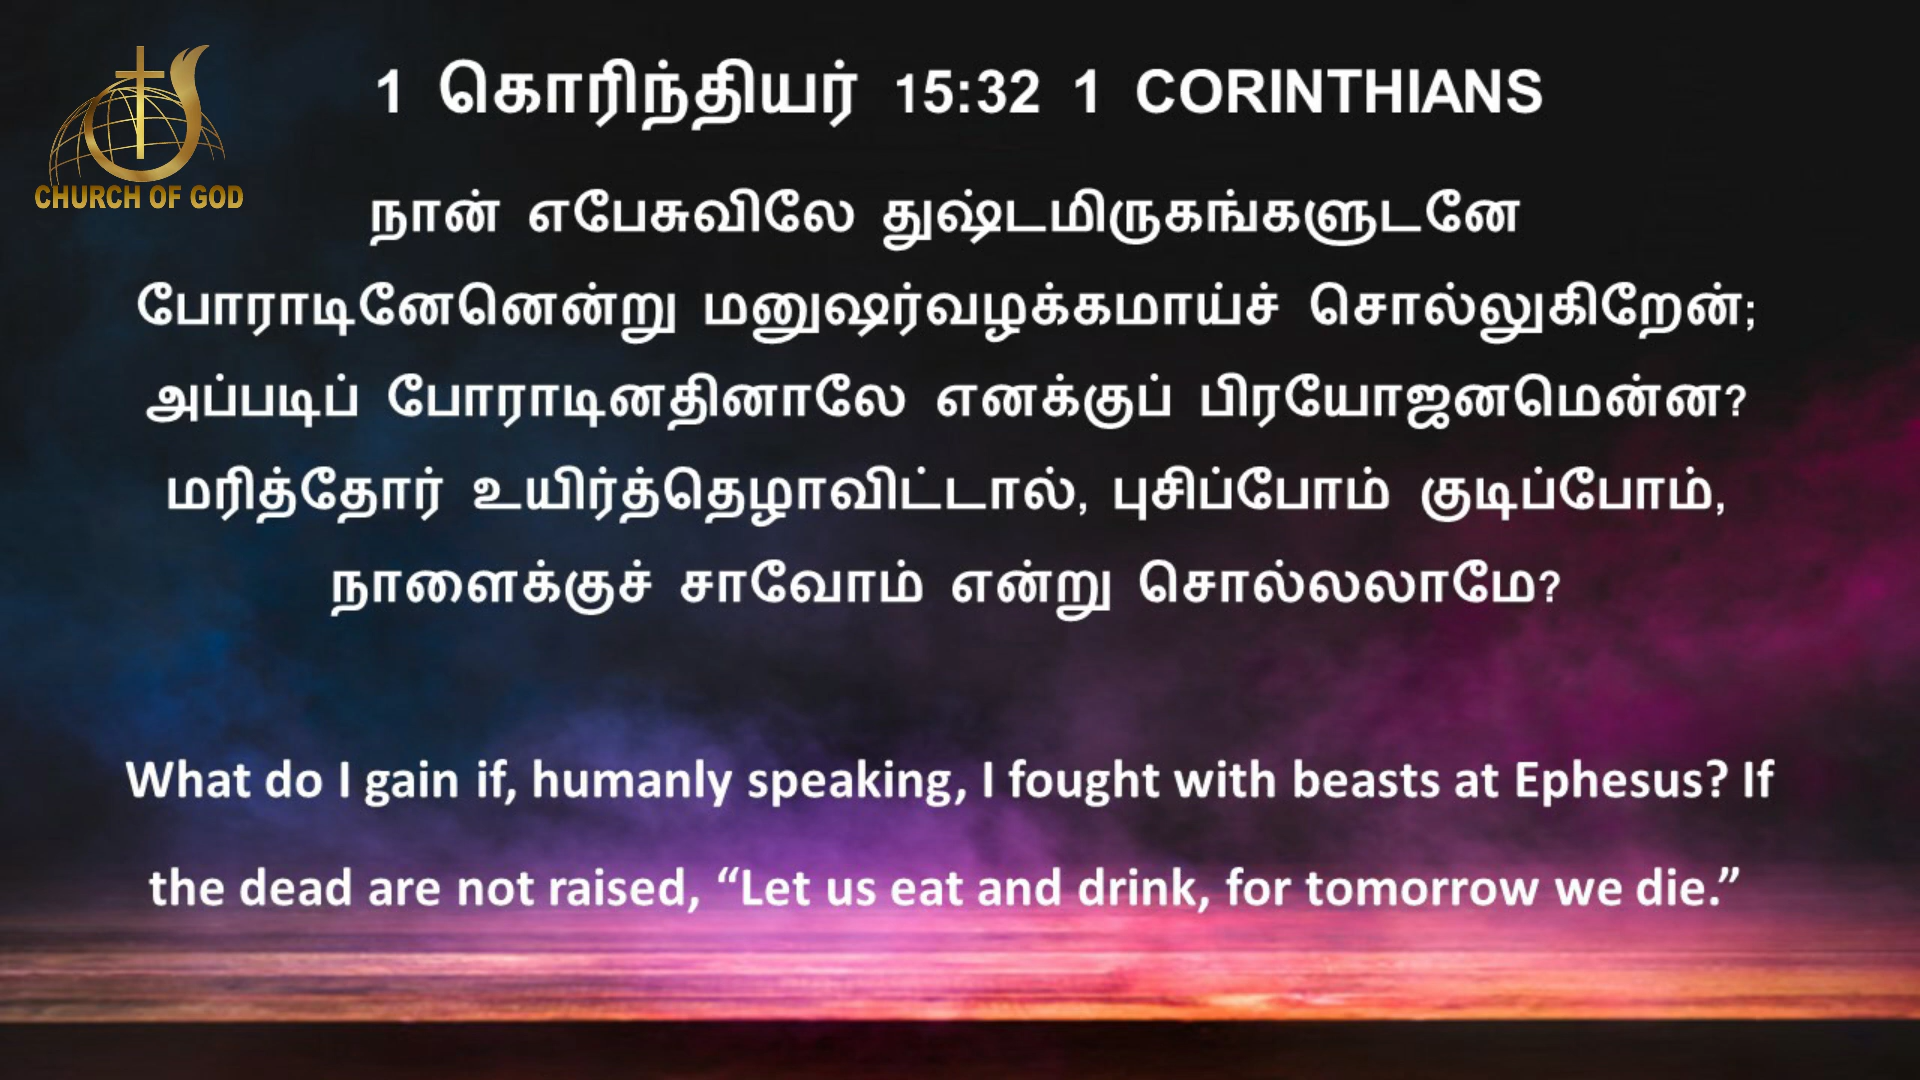 CHURCH OF GOD
1 கொரிந்தியர் 15:32 1 CORINTHIANS
நான் எபேசுவிலே துஷ்டமிருகங்களுடனே
போராடினேனென்று மனுஷர்வழக்கமாய்ச் சொல்லுகிறேன்;
அப்படிப் போராடினதினாலே எனக்குப் பிரயோஜனமென்ன?
மரித்தோர் உயிர்த்தெழாவிட்டால், புசிப்போம் குடிப்போம்,
நாளைக்குச் சாவோம் என்று சொல்லலாமே?
What do I gain if, humanly speaking, I fought with beasts at Ephesus? If
the dead are not raised, “Let us eat and drink, for tomorrow we die.”